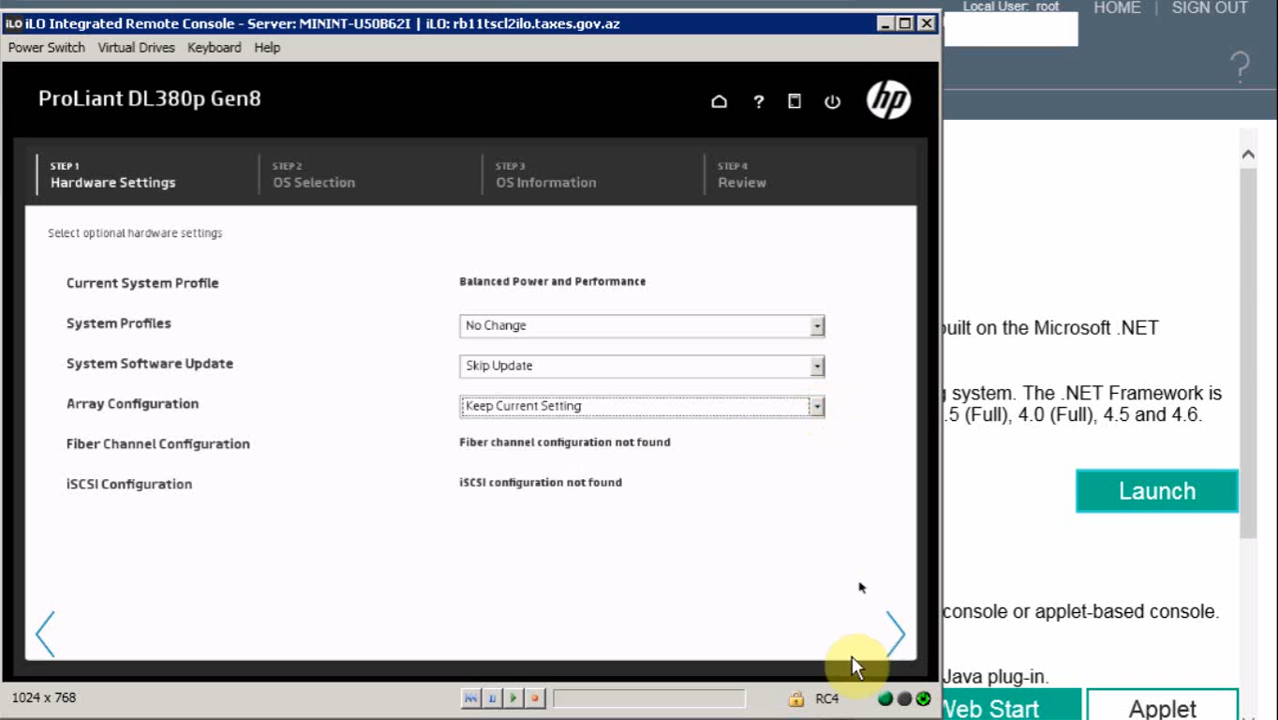 iLO iLO Integrated Remote Console - Server: MININT-U50B62I | iLO: rb11tscl2ilo.taxes.gov.az
Local User: root HOME | SIGN OUT
Power Switch Virtual Drives Keyboard Help
?
ProLiant DL380p Gen8
? hp
STEP 1 STEP 2 STEP 3 STEP 4
Hardware Settings OS Selection OS Information Review
Select optional hardware settings
Current System Profile Balanced Power and Performance
System Profiles No Change
System Software Update Skip Update
Array Configuration Keep Current Setting
Fiber Channel Configuration Fiber channel configuration not found
iSCSI Configuration iSCSI configuration not found
built on the Microsoft .NET
g system. The .NET Framework is
.5 (Full), 4.0 (Full), 4.5 and 4.6.
Launch
console or applet-based console.
Java plug-in.
Web Start Applet
1024 x 768 RC4